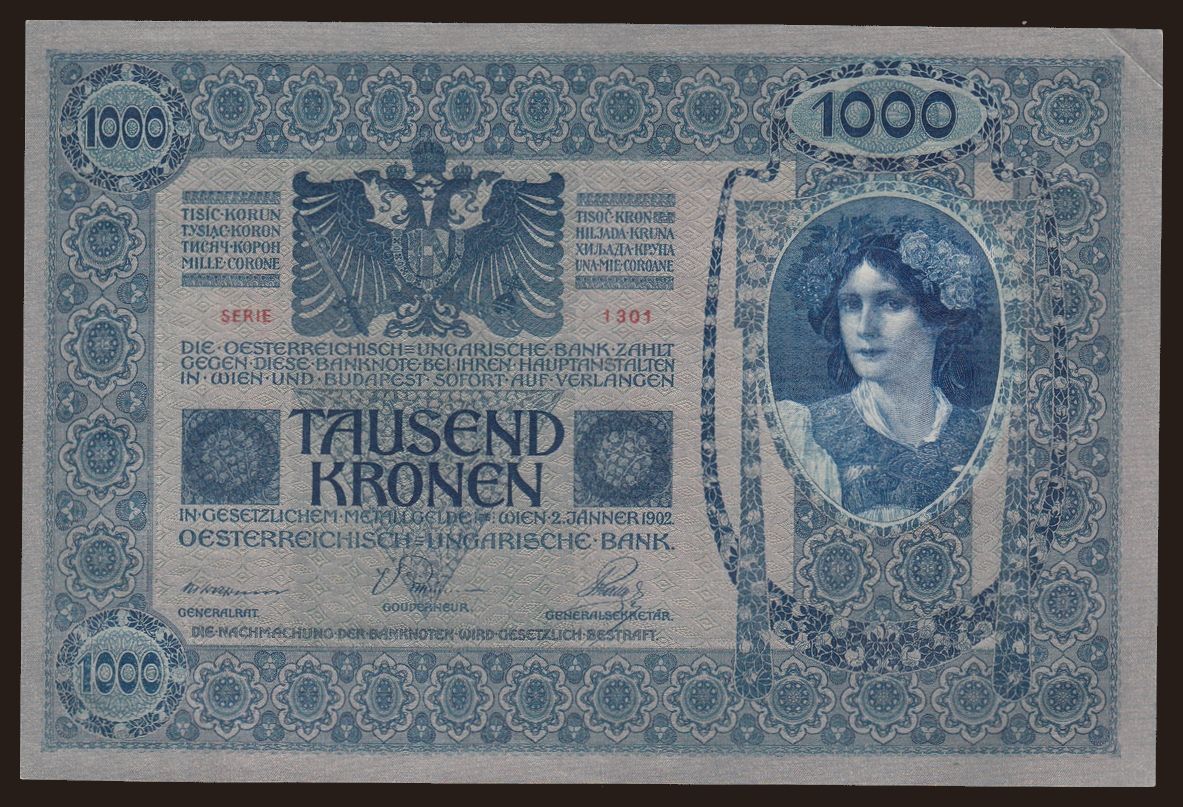 1000
1000
TISÍC·KORUN
TYSIĄC·KORON
ТИСЯЧ·КОРОН
MILLE·CORONE
TISOČ·KRON
HILJADA·KRUNA
ХИЉАДА·КРУНА
UNA·MIE·COROANE
SERIE 1301
DIE·OESTERREICHISCH=UNGARISCHE·BANK·ZAHLT
GEGEN·DIESE·BANKNOTE·BEI·IHREN·HAUPTANSTALTEN
IN·WIEN·UND·BUDAPEST·SOFORT·AUF·VERLANGEN
TAUSEND
KRONEN
IN·GESETZLICHEM·METALLGELDE WIEN·2.JÄNNER 1902.
OESTERREICHISCH=UNGARISCHE·BANK.
GENERALRAT. GOUVERNEUR. GENERALSEKRETÄR.
DIE·NACHMACHUNG·DER·BANKNOTEN·WIRD·GESETZLICH·BESTRAFT.
1000